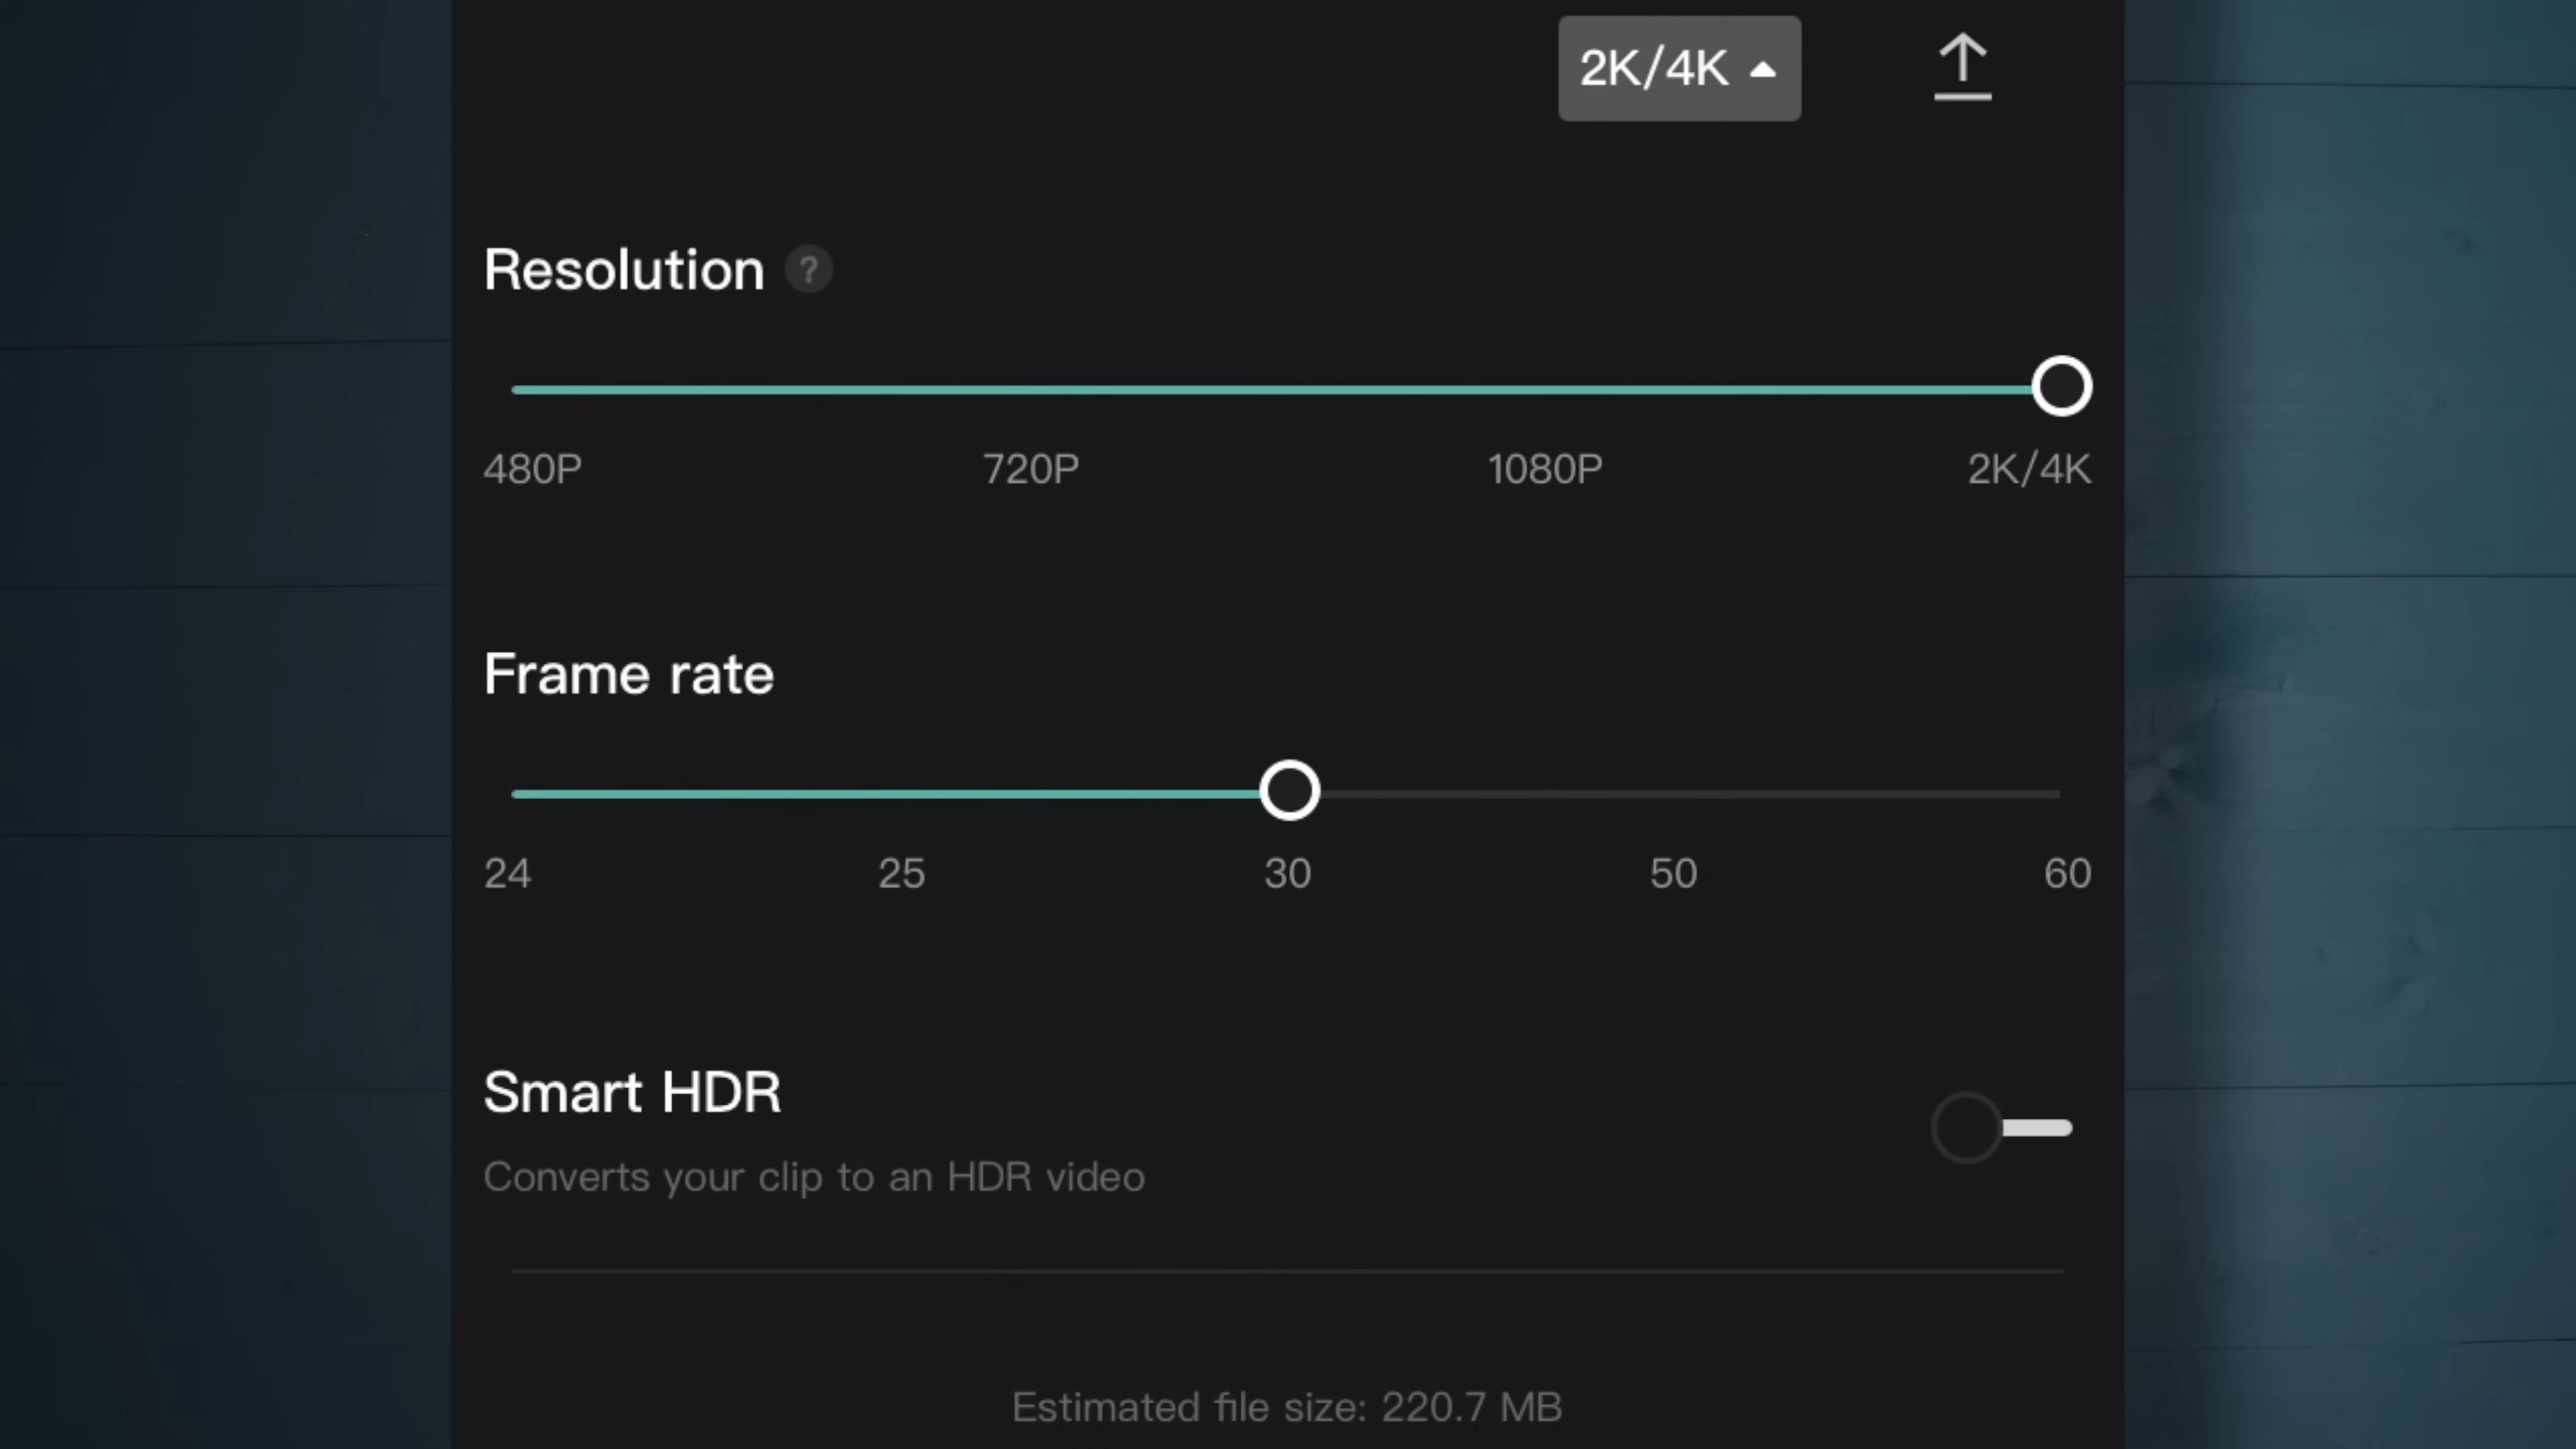 2K/4K
Resolution ?
480P 720P 1080P 2K/4K
Frame rate
24 25 30 50 60
Smart HDR
Converts your clip to an HDR video
Estimated file size: 220.7 MB